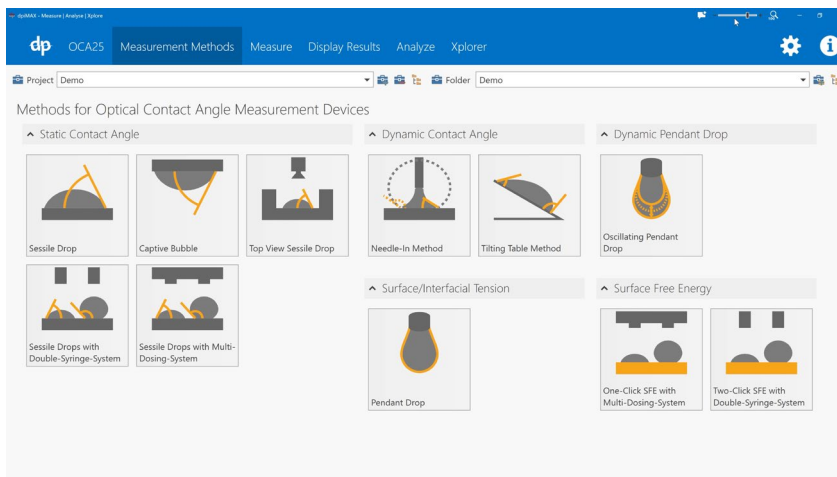 dpiMAX - Measure | Analyse | Xplore
dp OCA25 Measurement Methods Measure Display Results Analyze Xplorer
Project Demo Folder Demo
Methods for Optical Contact Angle Measurement Devices
Static Contact Angle
Sessile Drop
Captive Bubble
Top View Sessile Drop
Sessile Drops with
Double-Syringe-System
Sessile Drops with Multi-
Dosing-System
Dynamic Contact Angle
Needle-In Method
Tilting Table Method
Surface/Interfacial Tension
Pendant Drop
Dynamic Pendant Drop
Oscillating Pendant
Drop
Surface Free Energy
One-Click SFE with
Multi-Dosing-System
Two-Click SFE with
Double-Syringe-System